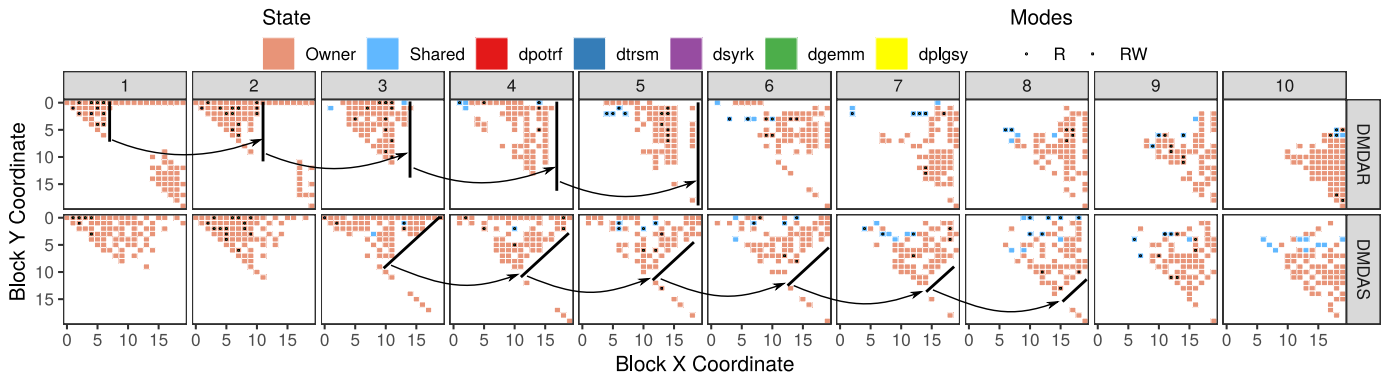 State Modes
Owner Shared dpotrf dtrsm dsyrk dgemm dplgsy R RW
1 2 3 4 5 6 7 8 9 10
0
5
10
15
DMDAR
0
5
10
15
DMDAS
0 5 10 15 0 5 10 15 0 5 10 15 0 5 10 15 0 5 10 15 0 5 10 15 0 5 10 15 0 5 10 15 0 5 10 15 0 5 10 15
Block X Coordinate
Block Y Coordinate